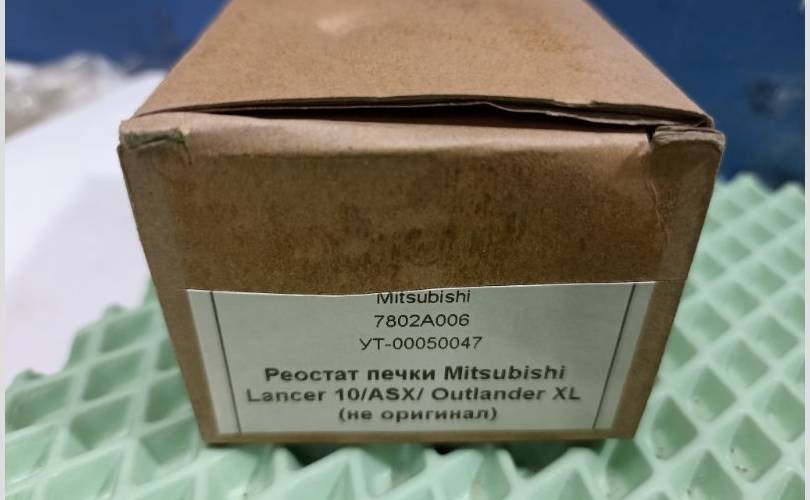 Mitsubishi
7802A006
УТ-00050047
Реостат печки Mitsubishi
Lancer 10/ASX/ Outlander XL
(не оригинал)